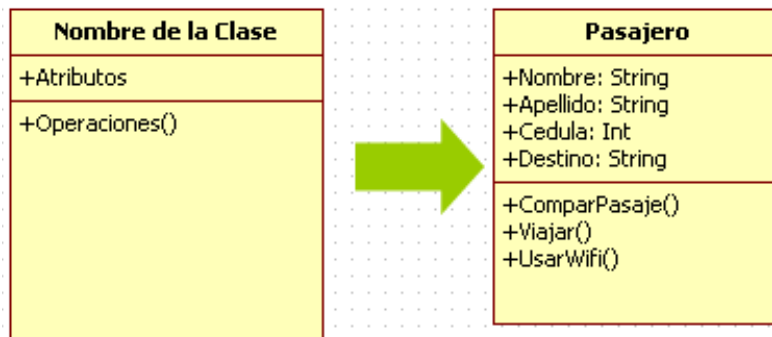 Nombre de la Clase
+Atributos
+Operaciones()
Pasajero
+Nombre: String
+Apellido: String
+Cedula: Int
+Destino: String
+ComparPasaje()
+Viajar()
+UsarWifi()